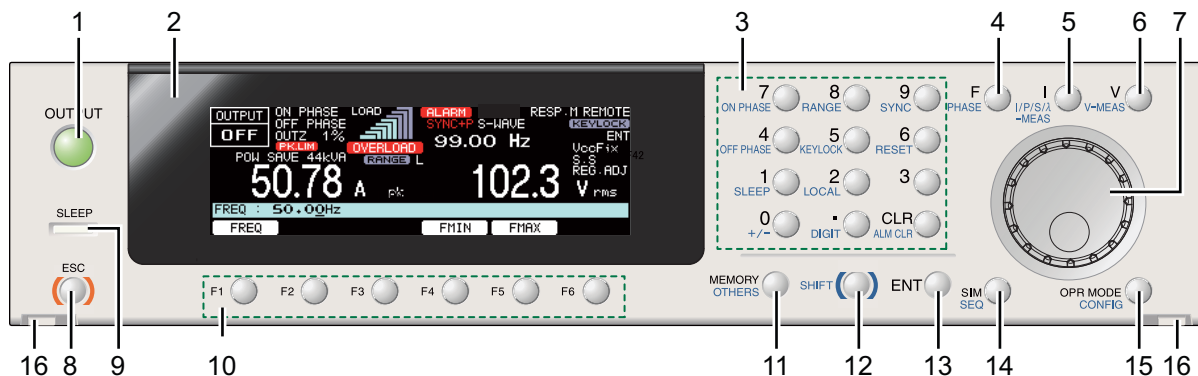 1 2 3 4 5 6 7
OUTPUT
OUTPUT OFF
ON PHASE LOAD ALARM RESP.M REMOTE
OFF PHASE SYNC+P S-WAVE KEYLOCK
OUTZ 1% 99.00 Hz ENT
PK.LIM OVERLOAD VccFix
POW SAVE 44kVA RANGE L S.S
REG.ADJ
50.78 A pk 102.3 V rms
FREQ : 50.00Hz
FREQ FMIN FMAX
7 8 9
ON PHASE RANGE SYNC
4 5 6
OFF PHASE KEYLOCK RESET
1 2 3
SLEEP LOCAL
0 . CLR
+/- DIGIT ALM CLR
F I V
PHASE I/P/S/λ V-MEAS
-MEAS
SLEEP
ESC
F1 F2 F3 F4 F5 F6
MEMORY SHIFT ENT
OTHERS
SIM OPR MODE
SEQ CONFIG
16 8 9 10 11 12 13 14 15 16